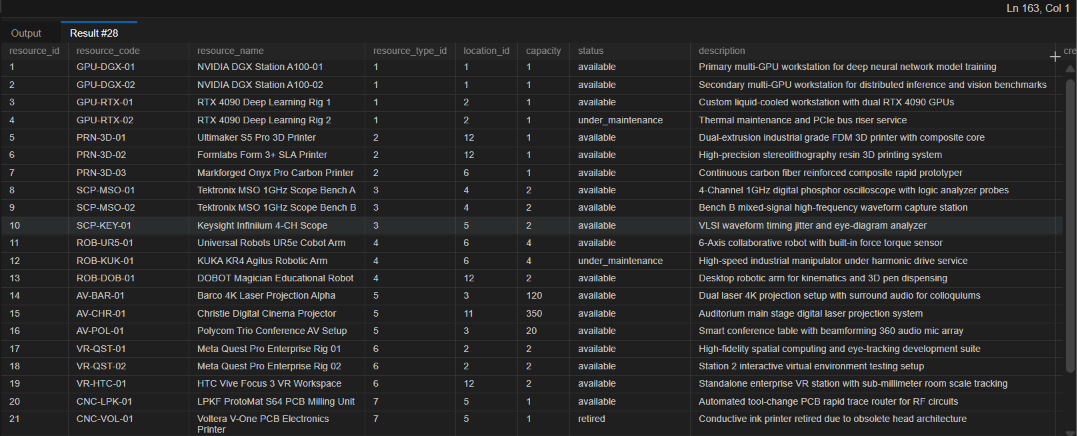 Ln 163, Col 1
Output Result #28
resource_id resource_code resource_name resource_type_id location_id capacity status description cre
1 GPU-DGX-01 NVIDIA DGX Station A100-01 1 1 1 available Primary multi-GPU workstation for deep neural network model training
2 GPU-DGX-02 NVIDIA DGX Station A100-02 1 1 1 available Secondary multi-GPU workstation for distributed inference and vision benchmarks
3 GPU-RTX-01 RTX 4090 Deep Learning Rig 1 1 2 1 available Custom liquid-cooled workstation with dual RTX 4090 GPUs
4 GPU-RTX-02 RTX 4090 Deep Learning Rig 2 1 2 1 under_maintenance Thermal maintenance and PCIe bus riser service
5 PRN-3D-01 Ultimaker S5 Pro 3D Printer 2 12 1 available Dual-extrusion industrial grade FDM 3D printer with composite core
6 PRN-3D-02 Formlabs Form 3+ SLA Printer 2 12 1 available High-precision stereolithography resin 3D printing system
7 PRN-3D-03 Markforged Onyx Pro Carbon Printer 2 6 1 available Continuous carbon fiber reinforced composite rapid prototyper
8 SCP-MSO-01 Tektronix MSO 1GHz Scope Bench A 3 4 2 available 4-Channel 1GHz digital phosphor oscilloscope with logic analyzer probes
9 SCP-MSO-02 Tektronix MSO 1GHz Scope Bench B 3 4 2 available Bench B mixed-signal high-frequency waveform capture station
10 SCP-KEY-01 Keysight Infiniium 4-CH Scope 3 5 2 available VLSI waveform timing jitter and eye-diagram analyzer
11 ROB-UR5-01 Universal Robots UR5e Cobot Arm 4 6 4 available 6-Axis collaborative robot with built-in force torque sensor
12 ROB-KUK-01 KUKA KR4 Agilus Robotic Arm 4 6 4 under_maintenance High-speed industrial manipulator under harmonic drive service
13 ROB-DOB-01 DOBOT Magician Educational Robot 4 12 2 available Desktop robotic arm for kinematics and 3D pen dispensing
14 AV-BAR-01 Barco 4K Laser Projection Alpha 5 3 120 available Dual laser 4K projection setup with surround audio for colloquiums
15 AV-CHR-01 Christie Digital Cinema Projector 5 11 350 available Auditorium main stage digital laser projection system
16 AV-POL-01 Polycom Trio Conference AV Setup 5 3 20 available Smart conference table with beamforming 360 audio mic array
17 VR-QST-01 Meta Quest Pro Enterprise Rig 01 6 2 2 available High-fidelity spatial computing and eye-tracking development suite
18 VR-QST-02 Meta Quest Pro Enterprise Rig 02 6 2 2 available Station 2 interactive virtual environment testing setup
19 VR-HTC-01 HTC Vive Focus 3 VR Workspace 6 12 2 available Standalone enterprise VR station with sub-millimeter room scale tracking
20 CNC-LPK-01 LPKF ProtoMat S64 PCB Milling Unit 7 5 1 available Automated tool-change PCB rapid trace router for RF circuits
21 CNC-VOL-01 Voltera V-One PCB Electronics 7 5 1 retired Conductive ink printer retired due to obsolete head architecture
Printer